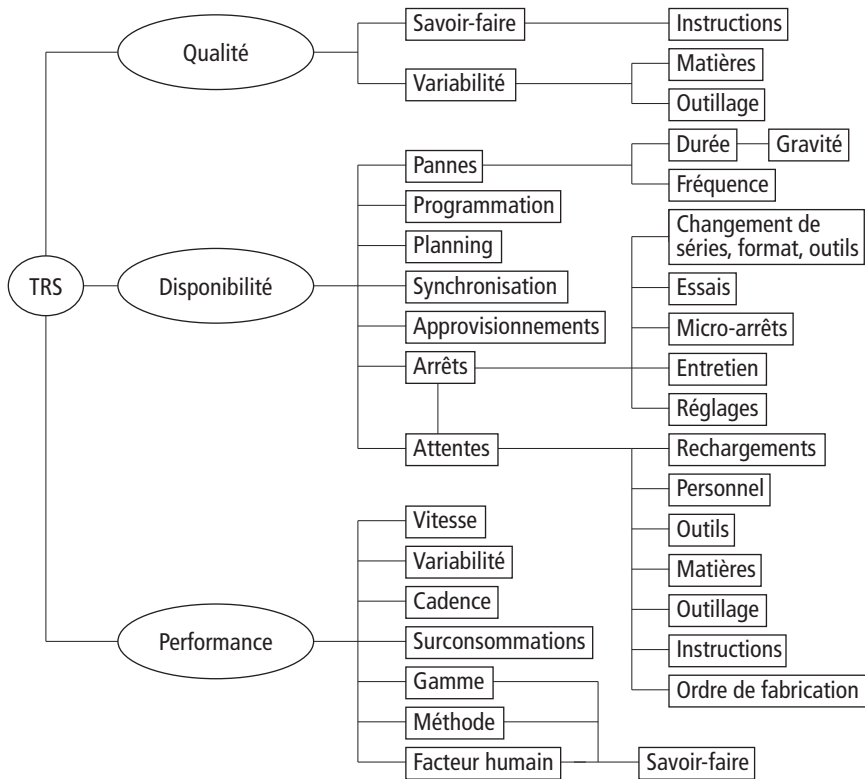 Qualité
Savoir-faire
Instructions
Variabilité
Matières
Outillage
TRS
Disponibilité
Pannes
Durée
Gravité
Fréquence
Programmation
Planning
Synchronisation
Approvisionnements
Arrêts
Changement de
séries, format, outils
Essais
Micro-arrêts
Entretien
Réglages
Attentes
Rechargements
Personnel
Outils
Matières
Outillage
Instructions
Ordre de fabrication
Performance
Vitesse
Variabilité
Cadence
Surconsommations
Gamme
Méthode
Facteur humain
Savoir-faire